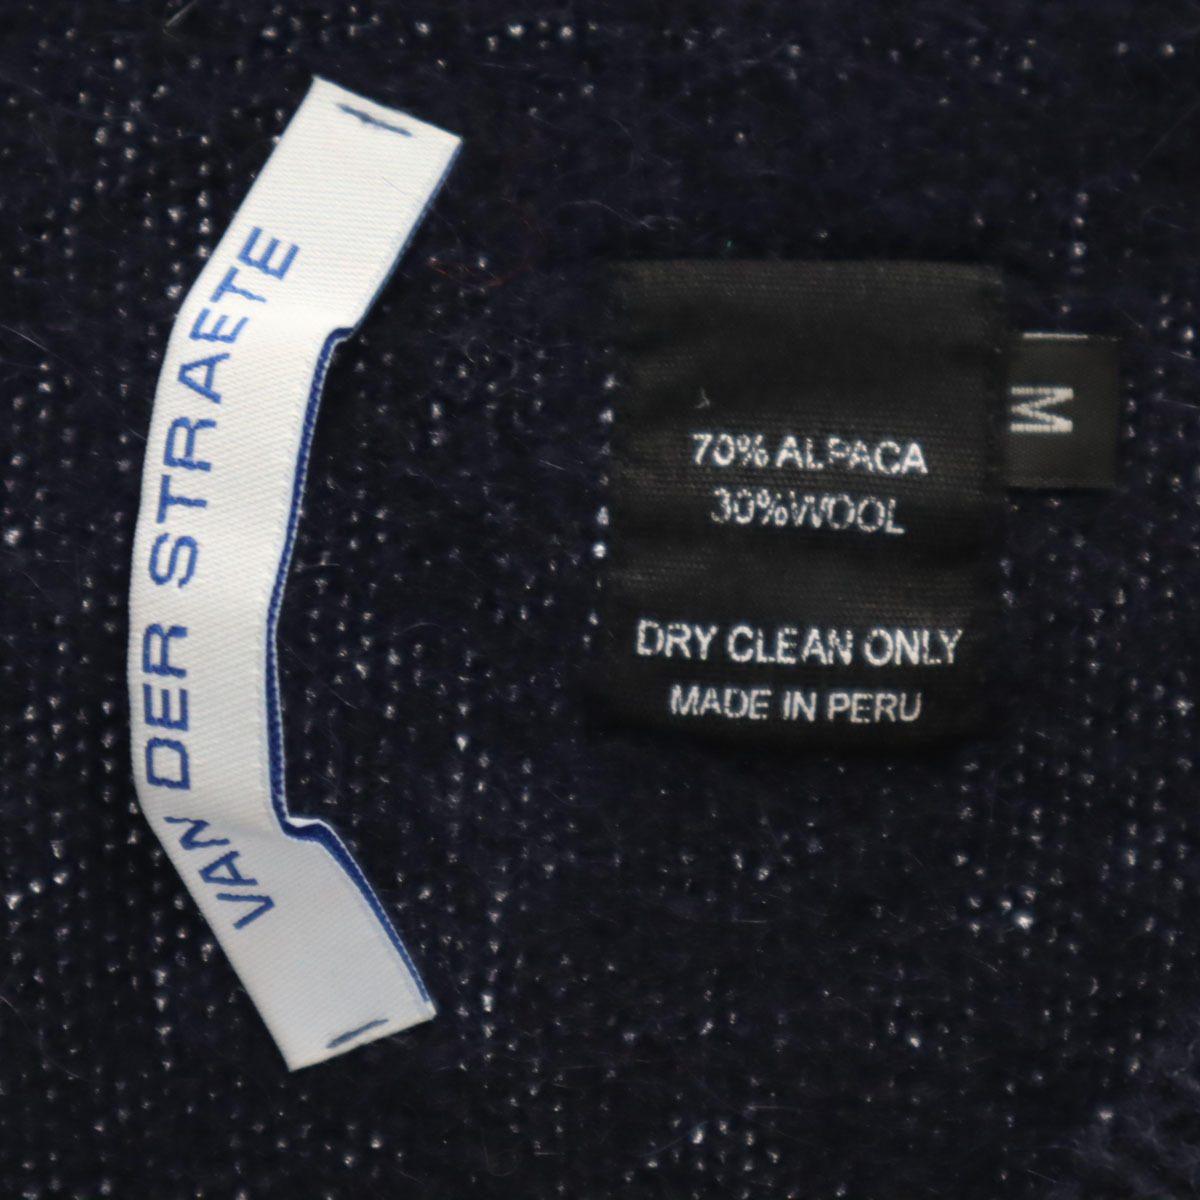 VAN DER STRAETE
70% ALPACA
30%WOOL
DRY CLEAN ONLY
MADE IN PERU
M